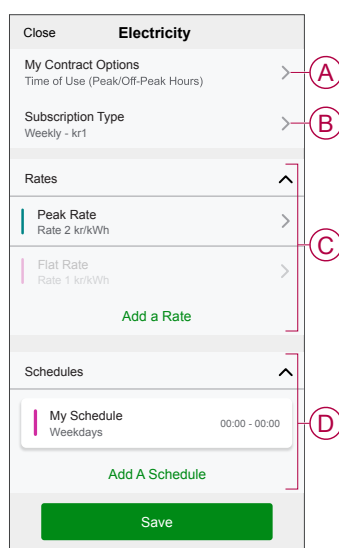 Close Electricity
My Contract Options
Time of Use (Peak/Off-Peak Hours)
A
Subscription Type
Weekly - kr1
B
Rates
Peak Rate
Rate 2 kr/kWh
C
Flat Rate
Rate 1 kr/kWh
Add a Rate
Schedules
My Schedule
Weekdays
00:00 - 00:00
D
Add A Schedule
Save